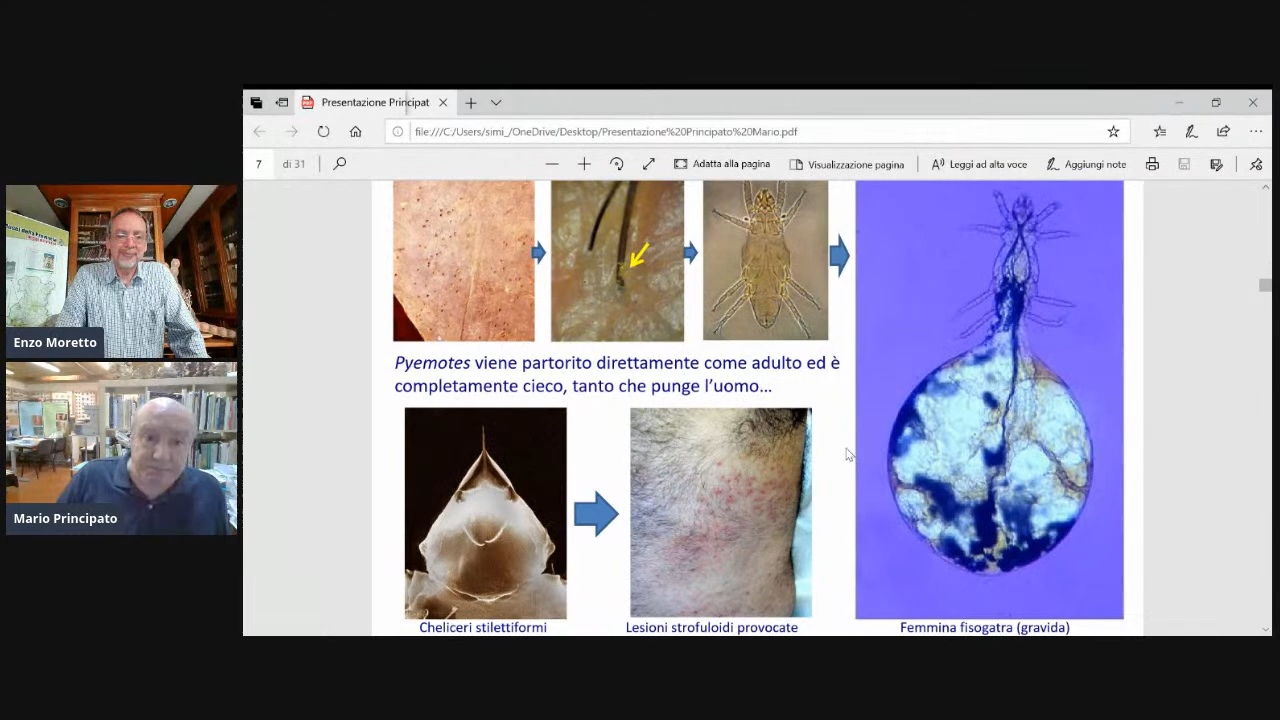 Presentazione Principat
file:///C:/Users/simi_/OneDrive/Desktop/Presentazione%20Principato%20Mario.pdf
7 di 31
Adatta alla pagina
Visualizzazione pagina
Leggi ad alta voce
Aggiungi note
Pyemotes viene partorito direttamente come adulto ed è
completamente cieco, tanto che punge l'uomo…
Cheliceri stilettiformi
Lesioni strofuloidi provocate
Femmina fisogatra (gravida)
Enzo Moretto
Mario Principato